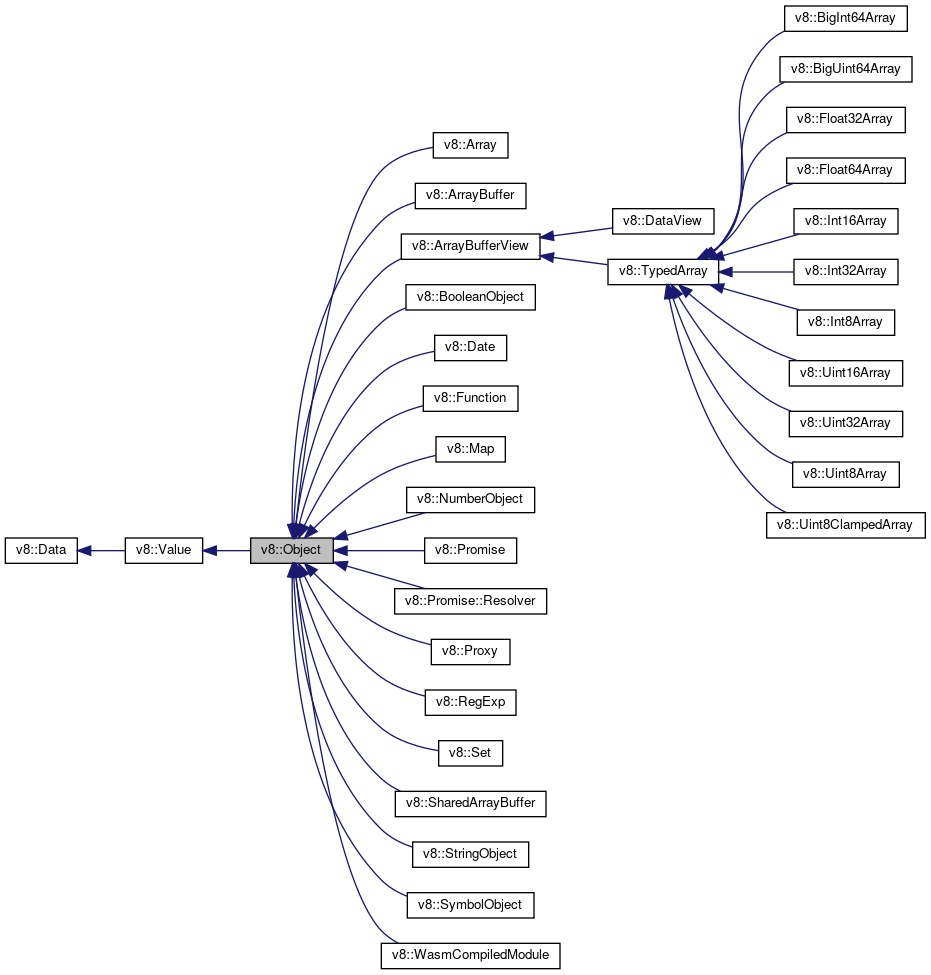 v8::BigInt64Array
v8::BigUint64Array
v8::Float32Array
v8::Array
v8::Float64Array
v8::ArrayBuffer
v8::DataView
v8::Int16Array
v8::ArrayBufferView
v8::TypedArray
v8::Int32Array
v8::BooleanObject
v8::Int8Array
v8::Date
v8::Uint16Array
v8::Function
v8::Uint32Array
v8::Map
v8::Uint8Array
v8::NumberObject
v8::Uint8ClampedArray
v8::Data
v8::Value
v8::Object
v8::Promise
v8::Promise::Resolver
v8::Proxy
v8::RegExp
v8::Set
v8::SharedArrayBuffer
v8::StringObject
v8::SymbolObject
v8::WasmCompiledModule